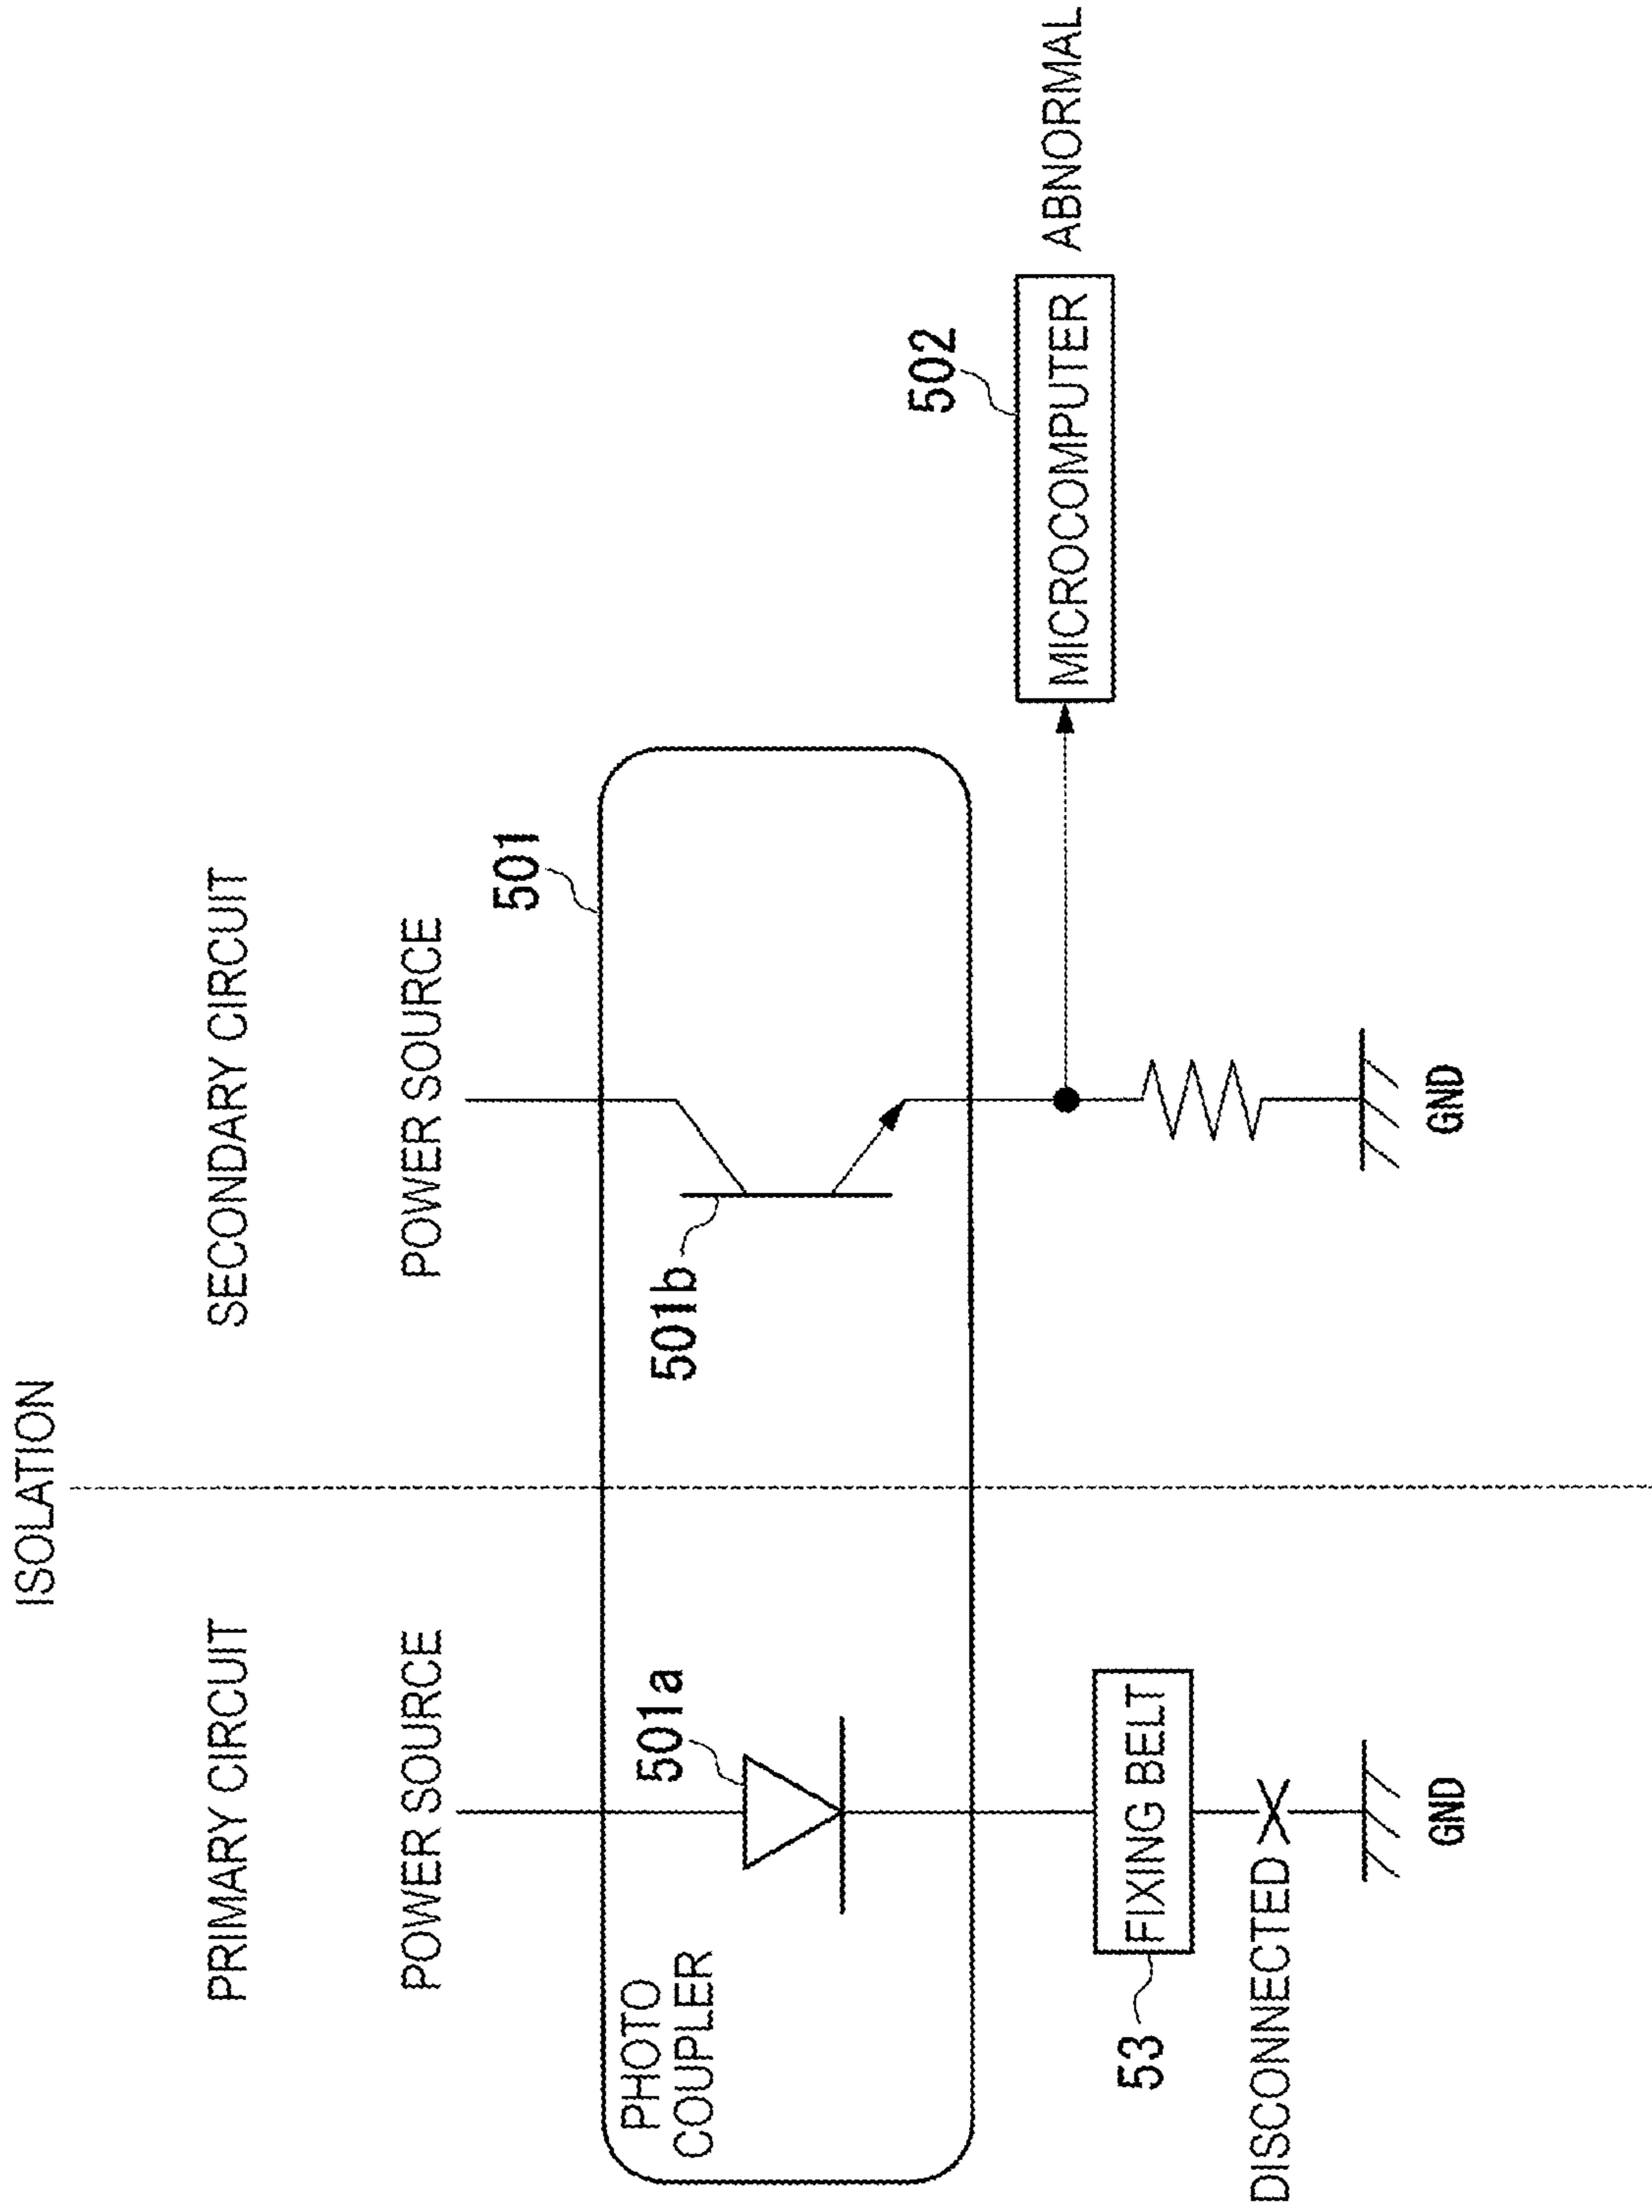 ISOLATION
PRIMARY CIRCUIT
SECONDARY CIRCUIT
POWER SOURCE
POWER SOURCE
501
PHOTO
COUPLER
501a
501b
502
53
FIXING BELT
MICROCOMPUTER
ABNORMAL
DISCONNECTED
GND
GND